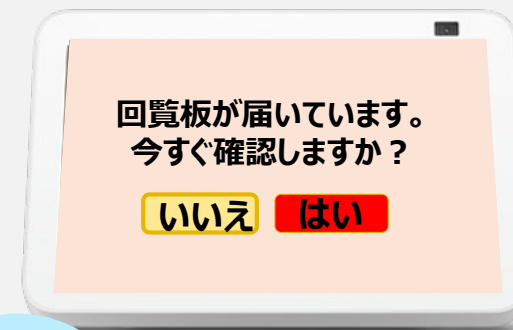 回覧板が届いています。
今すぐ確認しますか？
いいえ はい